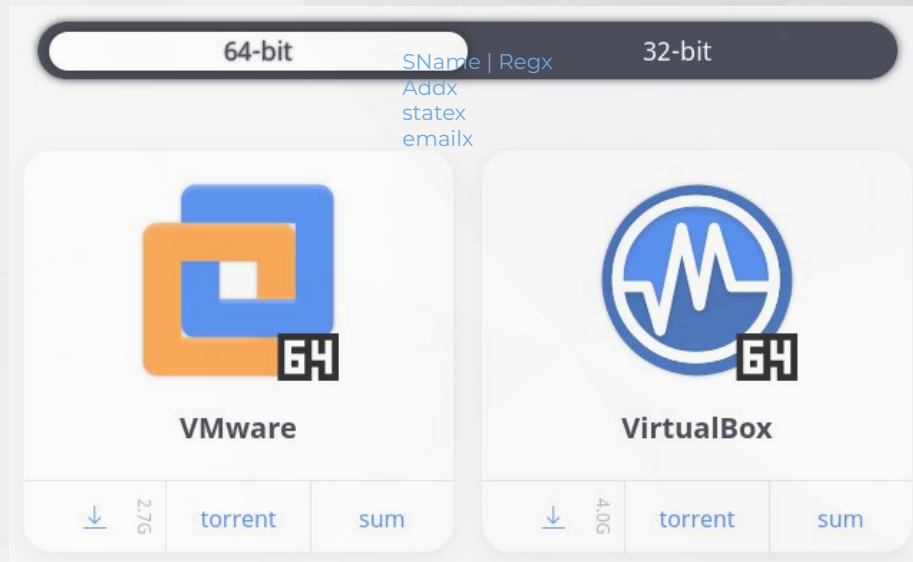 64-bit
32-bit
SName | Regx
Addx
statex
emailx
64
64
VMware
VirtualBox
2.7G
torrent
sum
4.0G
torrent
sum